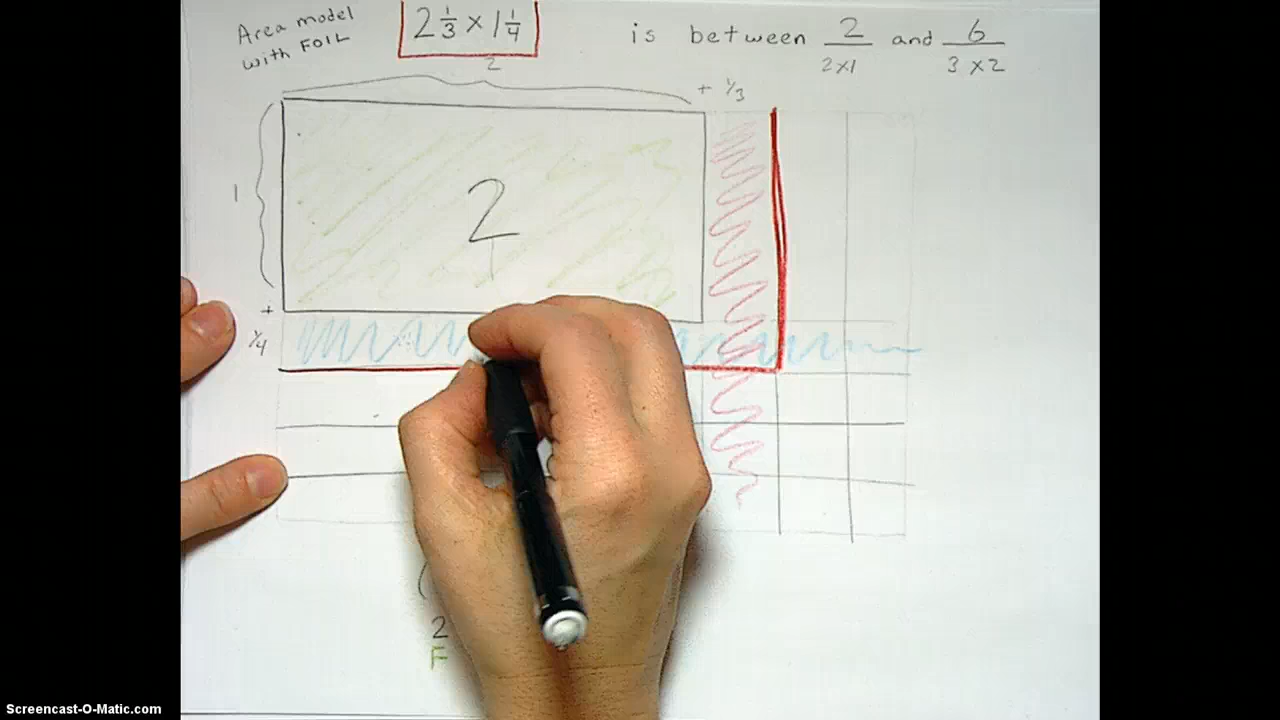 Area model
with FOIL
2 1/3 × 1 1/4
is between 2 and 6
2×1
3×2
2
+ 1/3
1
2
+
1/4
(
2
F
Screencast-O-Matic.com